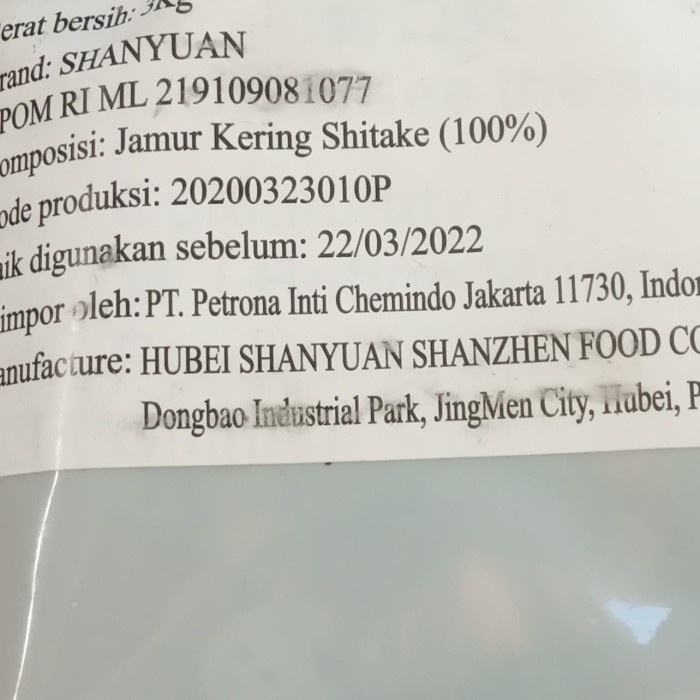 erat bersih: 3Kg
rand: SHANYUAN
POM RI ML 219109081077
omposisi: Jamur Kering Shitake (100%)
ode produksi: 20200323010P
aik digunakan sebelum: 22/03/2022
impor oleh: PT. Petrona Inti Chemindo Jakarta 11730, Indon
anufacture: HUBEI SHANYUAN SHANZHEN FOOD CO
Dongbao Industrial Park, JingMen City, Hubei, P